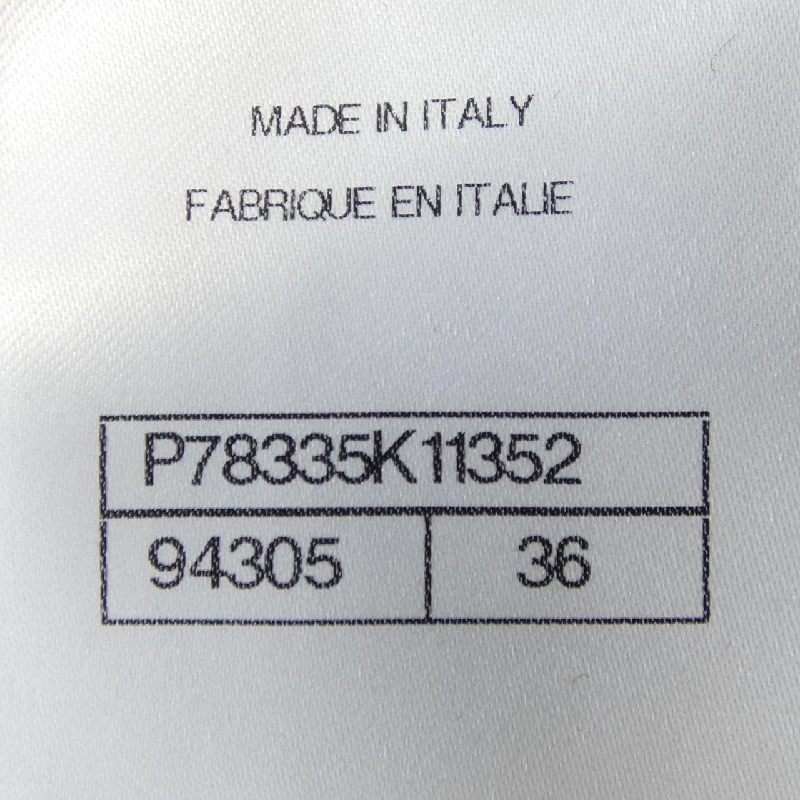 MADE IN ITALY
FABRIQUE EN ITALIE
P78335K11352
94305 36